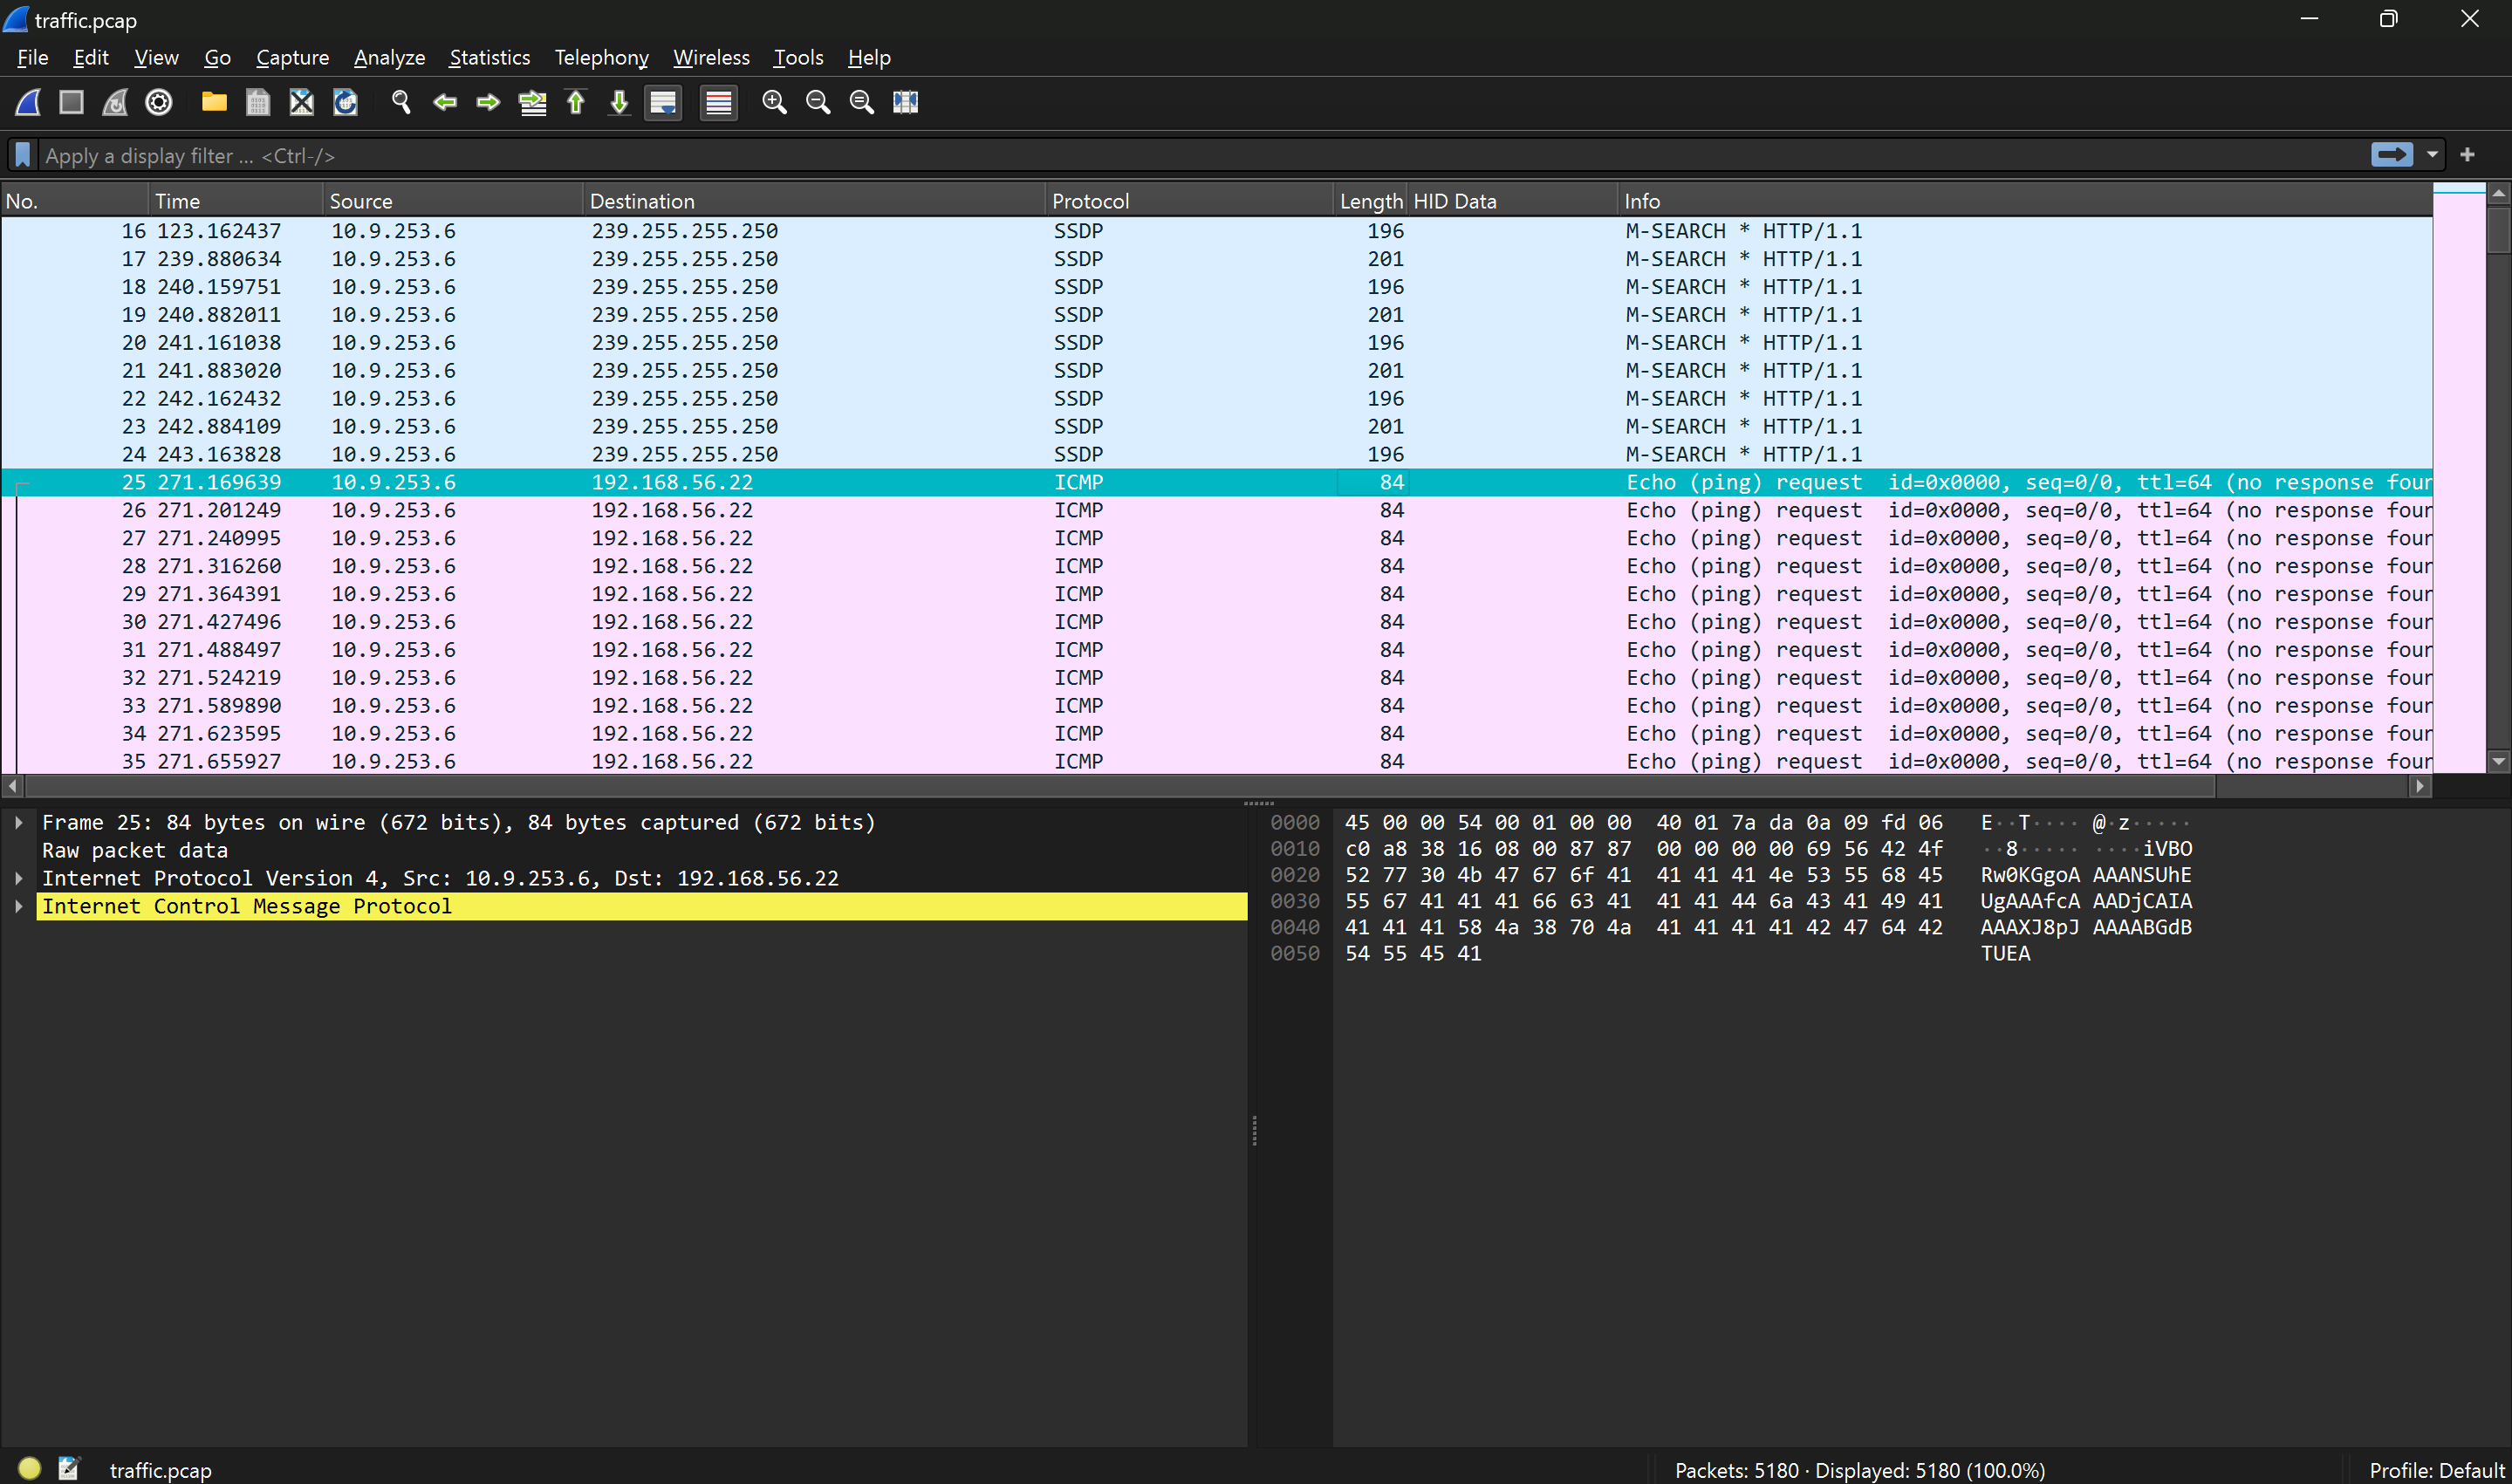 traffic.pcap
File Edit View Go Capture Analyze Statistics Telephony Wireless Tools Help
Apply a display filter ... <Ctrl-/>
No. Time Source Destination Protocol Length HID Data Info
16 123.162437 10.9.253.6 239.255.255.250 SSDP 196 M-SEARCH * HTTP/1.1
17 239.880634 10.9.253.6 239.255.255.250 SSDP 201 M-SEARCH * HTTP/1.1
18 240.159751 10.9.253.6 239.255.255.250 SSDP 196 M-SEARCH * HTTP/1.1
19 240.882011 10.9.253.6 239.255.255.250 SSDP 201 M-SEARCH * HTTP/1.1
20 241.161038 10.9.253.6 239.255.255.250 SSDP 196 M-SEARCH * HTTP/1.1
21 241.883020 10.9.253.6 239.255.255.250 SSDP 201 M-SEARCH * HTTP/1.1
22 242.162432 10.9.253.6 239.255.255.250 SSDP 196 M-SEARCH * HTTP/1.1
23 242.884109 10.9.253.6 239.255.255.250 SSDP 201 M-SEARCH * HTTP/1.1
24 243.163828 10.9.253.6 239.255.255.250 SSDP 196 M-SEARCH * HTTP/1.1
25 271.169639 10.9.253.6 192.168.56.22 ICMP 84 Echo (ping) request id=0x0000, seq=0/0, ttl=64 (no response four
26 271.201249 10.9.253.6 192.168.56.22 ICMP 84 Echo (ping) request id=0x0000, seq=0/0, ttl=64 (no response four
27 271.240995 10.9.253.6 192.168.56.22 ICMP 84 Echo (ping) request id=0x0000, seq=0/0, ttl=64 (no response four
28 271.316260 10.9.253.6 192.168.56.22 ICMP 84 Echo (ping) request id=0x0000, seq=0/0, ttl=64 (no response four
29 271.364391 10.9.253.6 192.168.56.22 ICMP 84 Echo (ping) request id=0x0000, seq=0/0, ttl=64 (no response four
30 271.427496 10.9.253.6 192.168.56.22 ICMP 84 Echo (ping) request id=0x0000, seq=0/0, ttl=64 (no response four
31 271.488497 10.9.253.6 192.168.56.22 ICMP 84 Echo (ping) request id=0x0000, seq=0/0, ttl=64 (no response four
32 271.524219 10.9.253.6 192.168.56.22 ICMP 84 Echo (ping) request id=0x0000, seq=0/0, ttl=64 (no response four
33 271.589890 10.9.253.6 192.168.56.22 ICMP 84 Echo (ping) request id=0x0000, seq=0/0, ttl=64 (no response four
34 271.623595 10.9.253.6 192.168.56.22 ICMP 84 Echo (ping) request id=0x0000, seq=0/0, ttl=64 (no response four
35 271.655927 10.9.253.6 192.168.56.22 ICMP 84 Echo (ping) request id=0x0000, seq=0/0, ttl=64 (no response four
Frame 25: 84 bytes on wire (672 bits), 84 bytes captured (672 bits)
Raw packet data
Internet Protocol Version 4, Src: 10.9.253.6, Dst: 192.168.56.22
Internet Control Message Protocol
0000 45 00 00 54 00 01 00 00 40 01 7a da 0a 09 fd 06 E··T···· @·z·····
0010 c0 a8 38 16 08 00 87 87 00 00 00 00 69 56 42 4f ··8····· ····iVBO
0020 52 77 30 4b 47 67 6f 41 41 41 41 4e 53 55 68 45 Rw0KGgoA AAANSUhE
0030 55 67 41 41 41 66 63 41 41 41 44 6a 43 41 49 41 UgAAAfcA AADjCAIA
0040 41 41 41 58 4a 38 70 4a 41 41 41 41 42 47 64 42 AAAXJ8pJ AAAABGdB
0050 54 55 45 41 TUEA
traffic.pcap
Packets: 5180 · Displayed: 5180 (100.0%)
Profile: Default